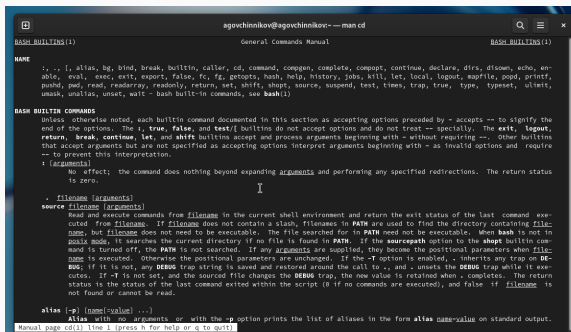 agovchinnikov@agovchinnikov:~ — man cd
BASH_BUILTINS(1) General Commands Manual BASH_BUILTINS(1)
NAME
:, ., [, alias, bg, bind, break, builtin, caller, cd, command, compgen, complete, compopt, continue, declare, dirs, disown, echo, en‐
able, eval, exec, exit, export, false, fc, fg, getopts, hash, help, history, jobs, kill, let, local, logout, mapfile, popd, printf,
pushd, pwd, read, readarray, readonly, return, set, shift, shopt, source, suspend, test, times, trap, true, type, typeset, ulimit,
umask, unalias, unset, wait - bash built-in commands, see bash(1)
BASH BUILTIN COMMANDS
Unless otherwise noted, each builtin command documented in this section as accepting options preceded by - accepts -- to signify the
end of the options. The :, true, false, and test/[ builtins do not accept options and do not treat -- specially. The exit, logout,
return, break, continue, let, and shift builtins accept and process arguments beginning with - without requiring --. Other builtins
that accept arguments but are not specified as accepting options interpret arguments beginning with - as invalid options and require
-- to prevent this interpretation.
: [arguments]
No effect; the command does nothing beyond expanding arguments and performing any specified redirections. The return status
is zero.
. filename [arguments]
source filename [arguments]
Read and execute commands from filename in the current shell environment and return the exit status of the last command exe‐
cuted from filename. If filename does not contain a slash, filenames in PATH are used to find the directory containing file‐
name, but filename does not need to be executable. The file searched for in PATH need not be executable. When bash is not in
posix mode, it searches the current directory if no file is found in PATH. If the sourcepath option to the shopt builtin com‐
mand is turned off, the PATH is not searched. If any arguments are supplied, they become the positional parameters when file‐
name is executed. Otherwise the positional parameters are unchanged. If the -T option is enabled, . inherits any trap on DE‐
BUG; if it is not, any DEBUG trap string is saved and restored around the call to ., and . unsets the DEBUG trap while it exe‐
cutes. If -T is not set, and the sourced file changes the DEBUG trap, the new value is retained when . completes. The return
status is the status of the last command exited within the script (0 if no commands are executed), and false if filename is
not found or cannot be read.
alias [-p] [name[=value] ...]
Alias with no arguments or with the -p option prints the list of aliases in the form alias name=value on standard output.
Manual page cd(1) line 1 (press h for help or q to quit)